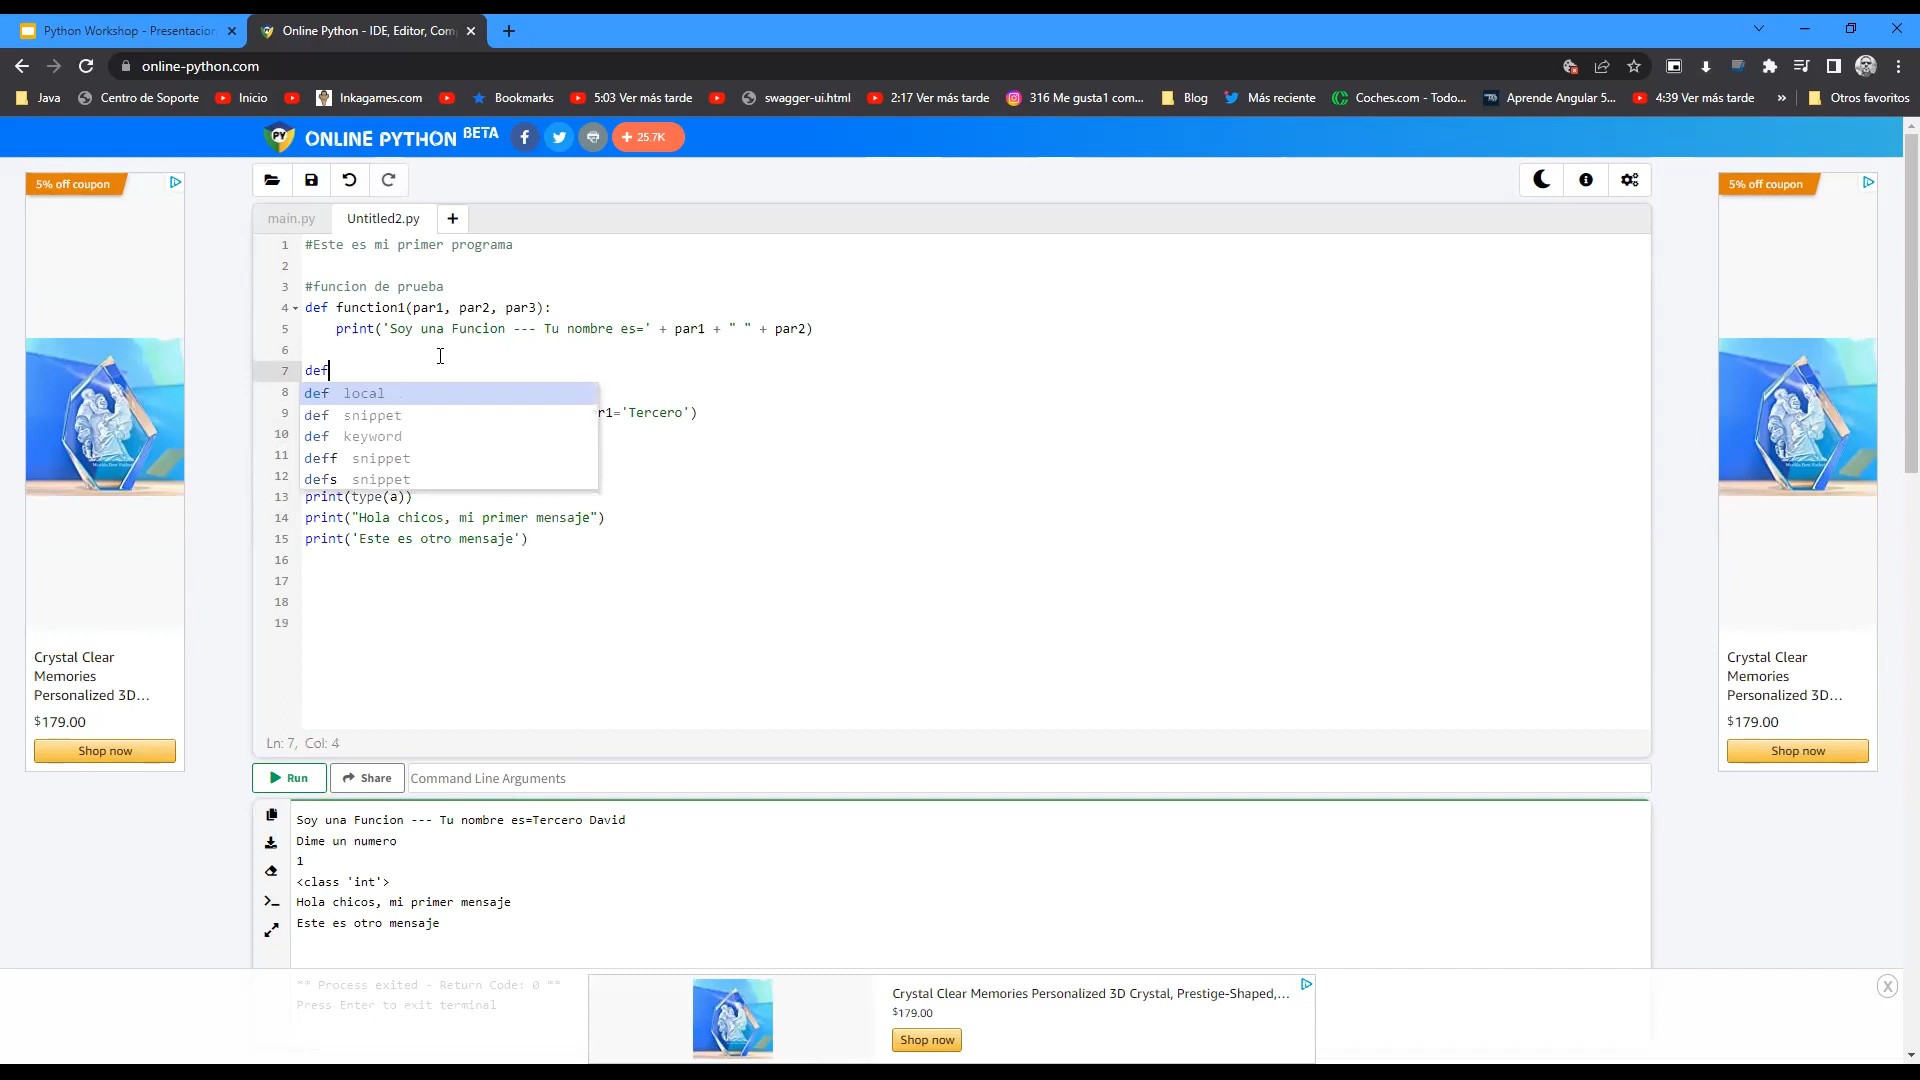 Python Workshop - Presentacion
Online Python - IDE, Editor, Com
online-python.com
Java
Centro de Soporte
Inicio
Inkagames.com
Bookmarks
5:03 Ver más tarde
swagger-ui.html
2:17 Ver más tarde
316 Me gusta1 com...
Blog
Más reciente
Coches.com - Todo...
Aprende Angular 5...
4:39 Ver más tarde
»
Otros favoritos
PY
ONLINE PYTHON BETA
+ 25.7K
5% off coupon
5% off coupon
main.py
Untitled2.py
+
1 #Este es mi primer programa
2
3 #funcion de prueba
4 def function1(par1, par2, par3):
5 print('Soy una Funcion --- Tu nombre es=' + par1 + " " + par2)
6
7 def
8
def local
def snippet
9 r1='Tercero')
def keyword
10
deff snippet
11
defs snippet
12
13 print(type(a))
14 print("Hola chicos, mi primer mensaje")
15 print('Este es otro mensaje')
16
17
18
19
Crystal Clear
Memories
Personalized 3D...
$179.00
Shop now
Crystal Clear
Memories
Personalized 3D...
$179.00
Shop now
Ln: 7, Col: 4
Run
Share
Command Line Arguments
Soy una Funcion --- Tu nombre es=Tercero David
Dime un numero
1
<class 'int'>
Hola chicos, mi primer mensaje
Este es otro mensaje
** Process exited - Return Code: 0 **
Press Enter to exit terminal
Crystal Clear Memories Personalized 3D Crystal, Prestige-Shaped,...
$179.00
Shop now
X